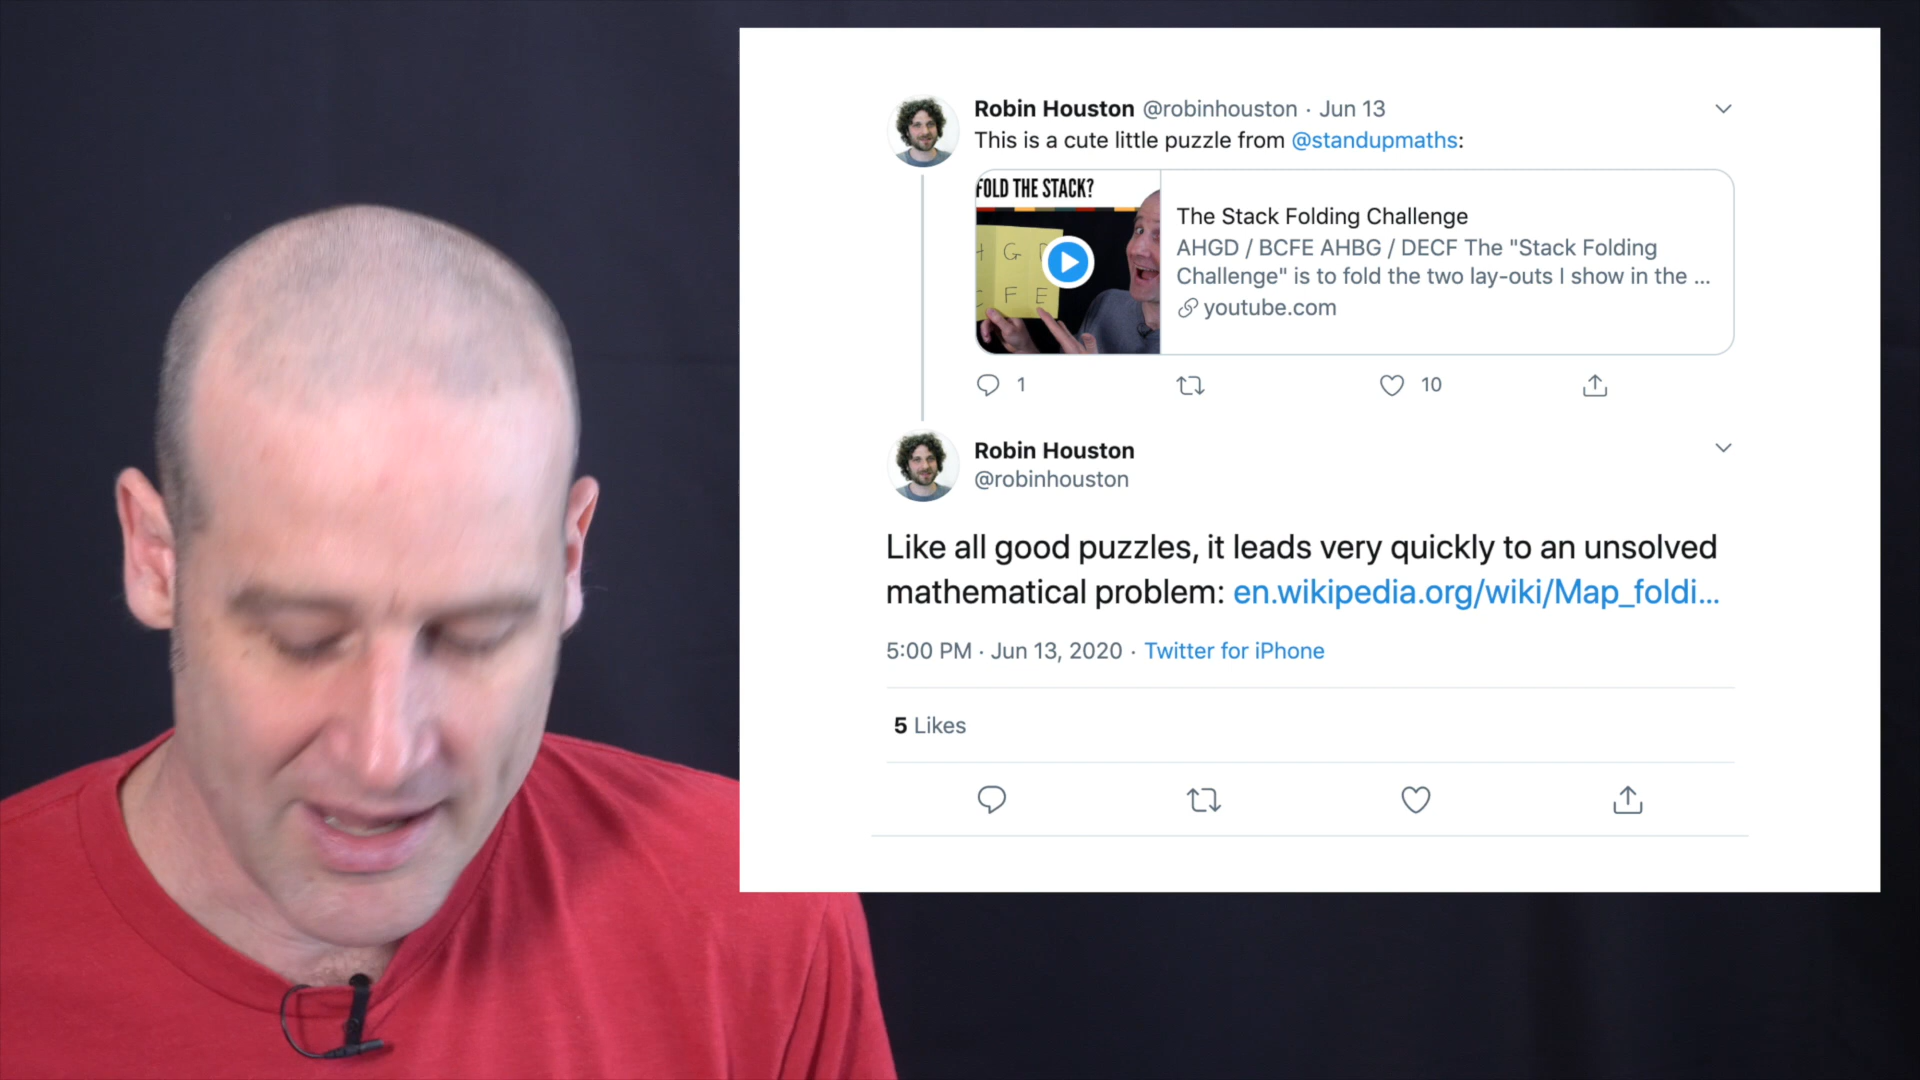 Robin Houston @robinhouston · Jun 13
This is a cute little puzzle from @standupmaths:
FOLD THE STACK?
G
F E
The Stack Folding Challenge
AHGD / BCFE AHBG / DECF The "Stack Folding
Challenge" is to fold the two lay-outs I show in the ...
youtube.com
1
10
Robin Houston
@robinhouston
Like all good puzzles, it leads very quickly to an unsolved
mathematical problem: en.wikipedia.org/wiki/Map_foldi...
5:00 PM · Jun 13, 2020 · Twitter for iPhone
5 Likes